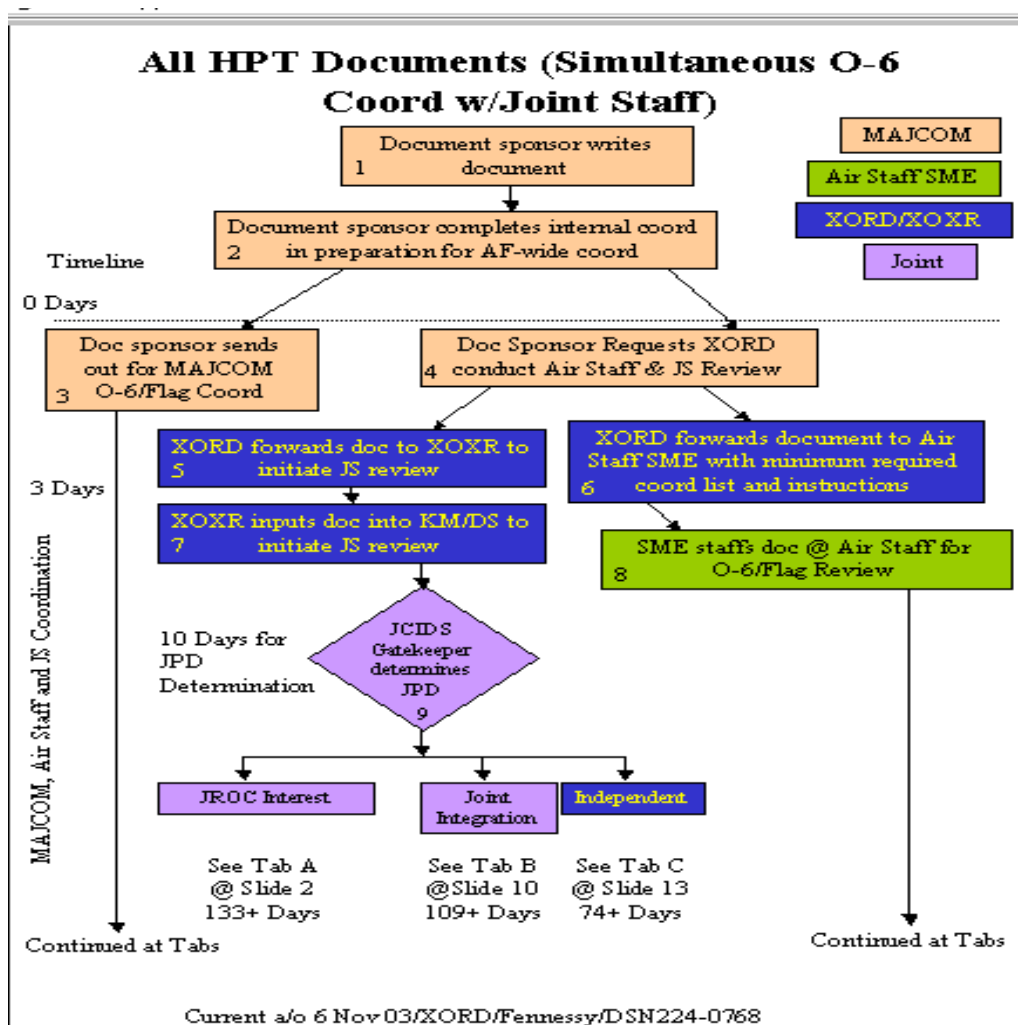 All HPT Documents (Simultaneous O-6
Coord w/Joint Staff)
MAJCOM
Air Staff SME
XORD/XOXR
Joint
Document sponsor writes
document
1
Document sponsor completes internal coord
in preparation for AF-wide coord
2
Timeline
0 Days
Doc sponsor sends
out for MAJCOM
O-6/Flag Coord
3
Doc Sponsor Requests XORD
conduct Air Staff & JS Review
4
XORD forwards doc to XOXR to
initiate JS review
5
XORD forwards document to Air
Staff SME with minimum required
coord list and instructions
6
3 Days
XOXR inputs doc into KM/DS to
initiate JS review
7
SME staffs doc @ Air Staff for
O-6/Flag Review
8
MAJCOM, Air Staff and JS Coordination
10 Days for
JPD
Determination
JCIDS
Gatekeeper
determines
JPD
9
JROC Interest
Joint
Integration
Independent
See Tab A
@ Slide 2
133+ Days
See Tab B
@Slide 10
109+ Days
See Tab C
@ Slide 13
74+ Days
Continued at Tabs
Continued at Tabs
Current a/o 6 Nov 03/XORD/Fennessy/DSN224-0768